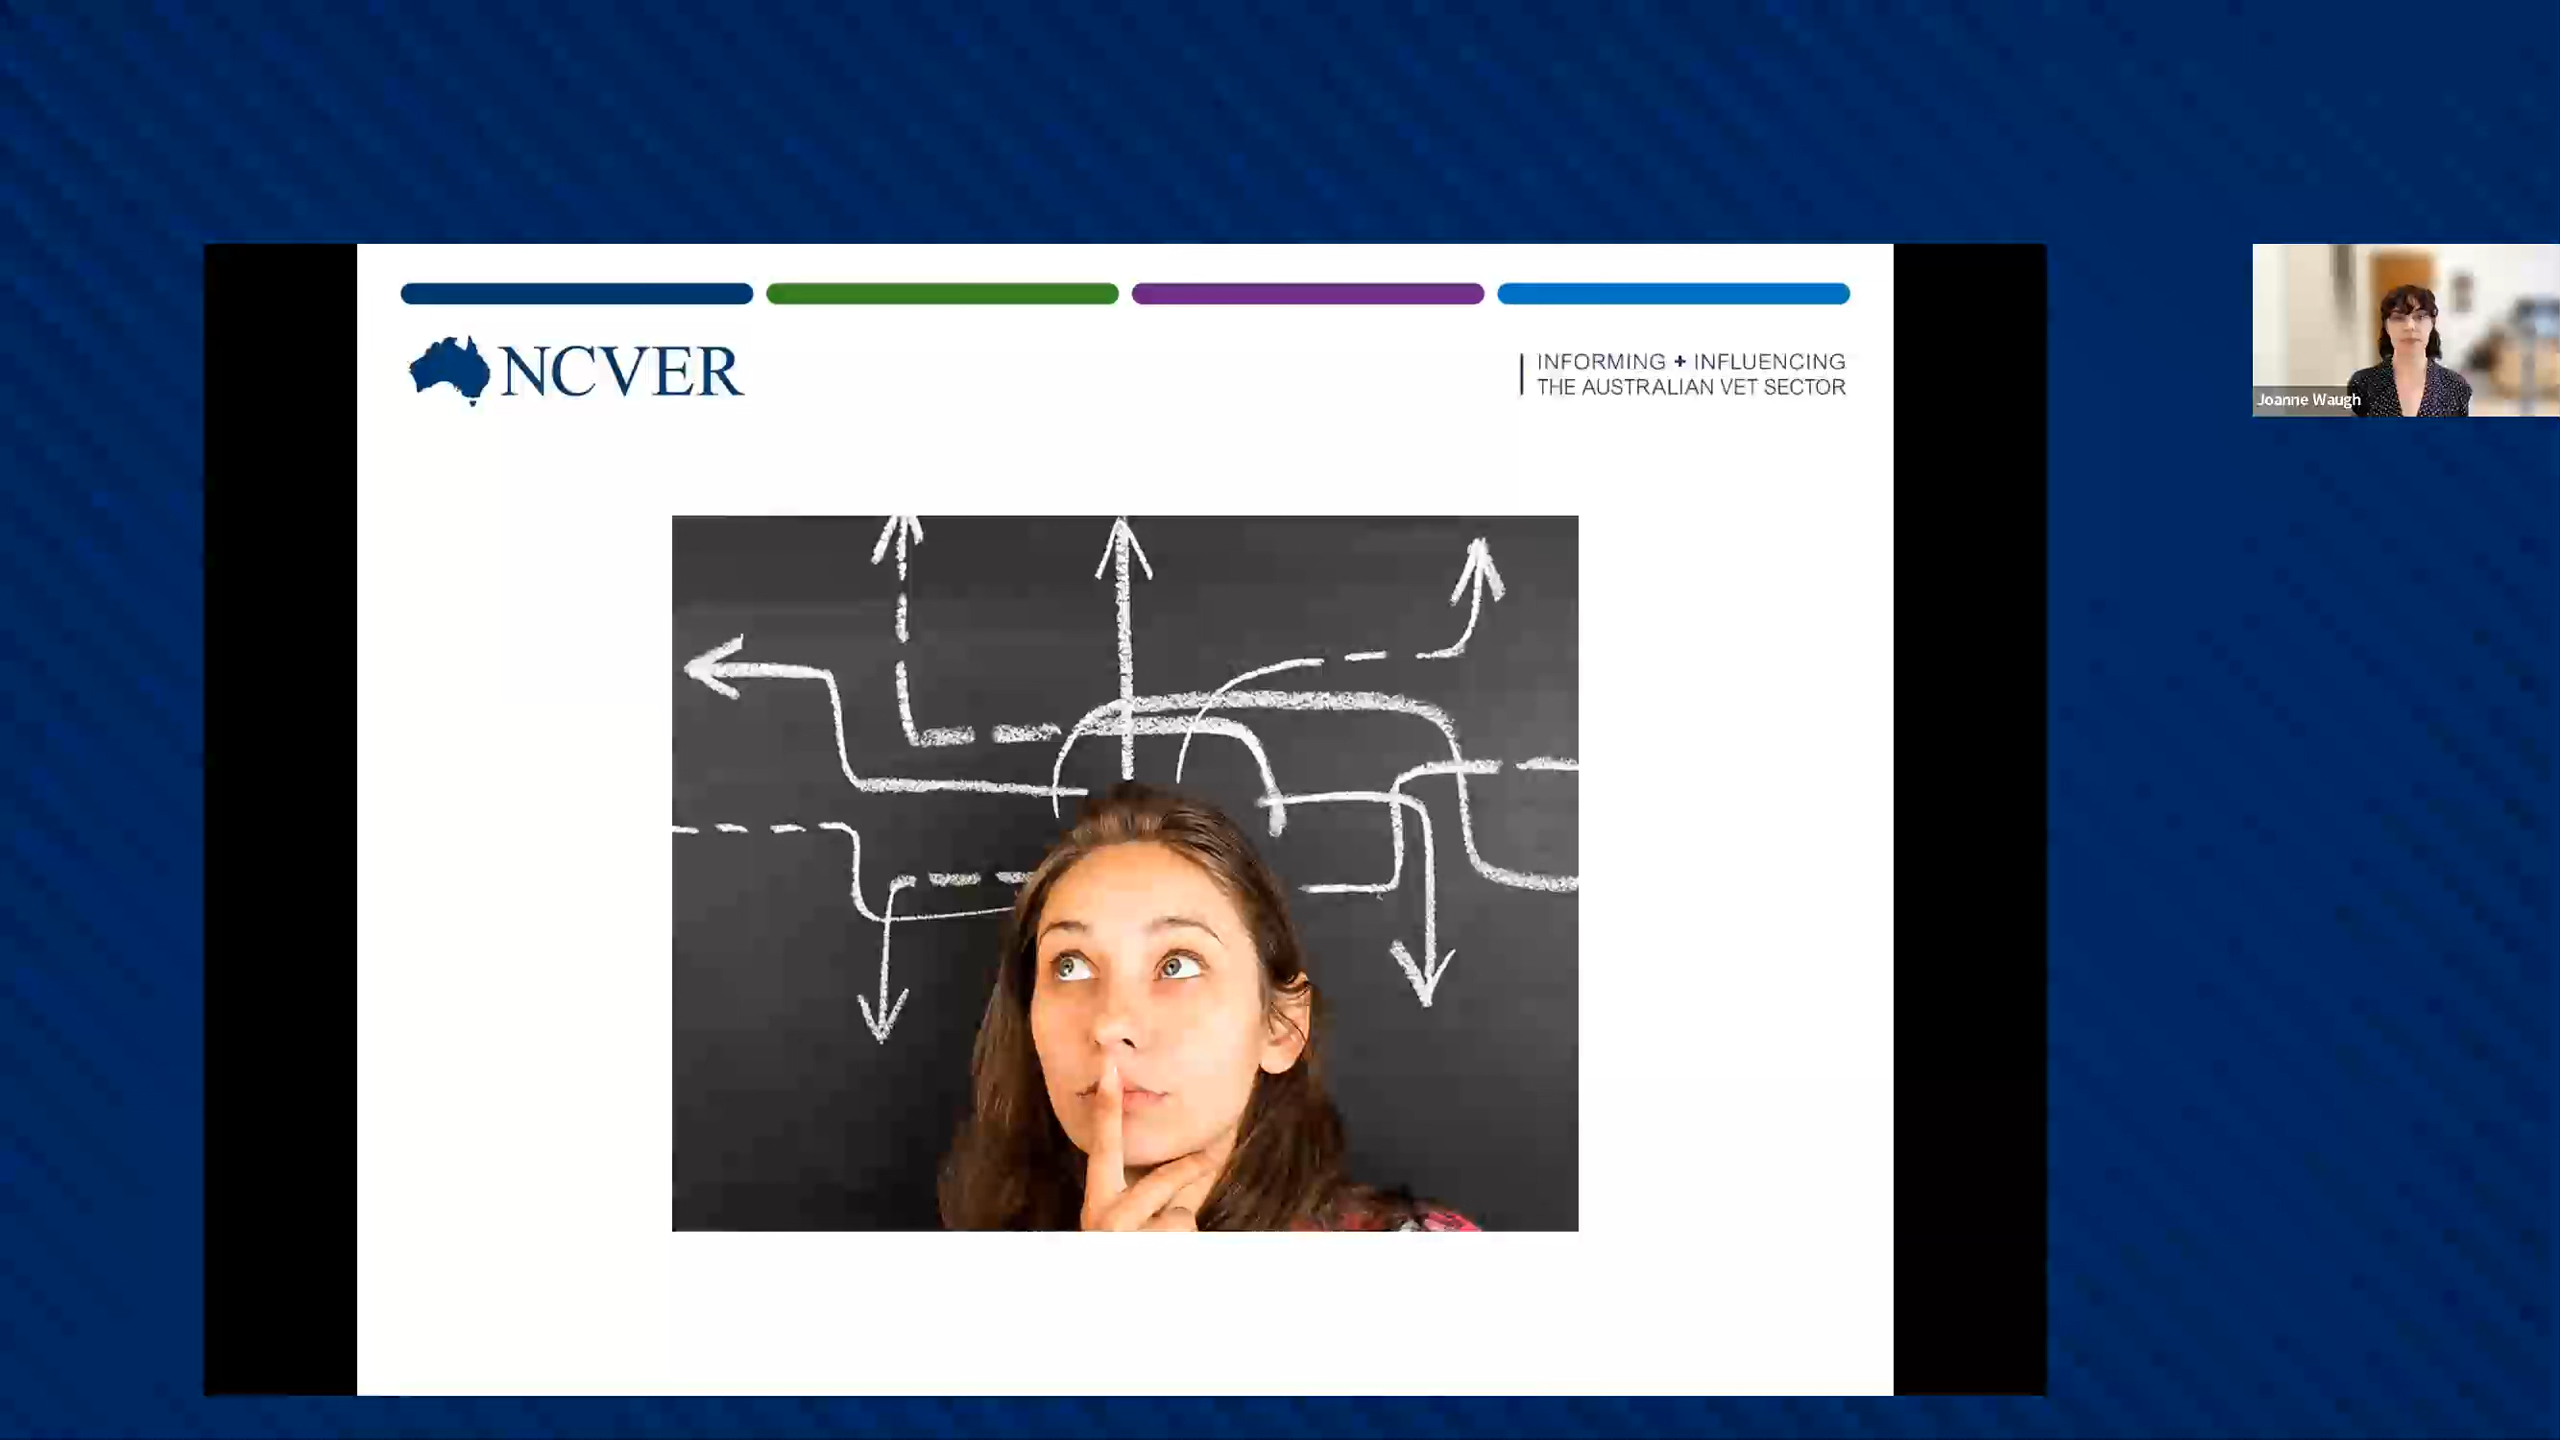 NCVER
INFORMING + INFLUENCING
THE AUSTRALIAN VET SECTOR
Joanne Waugh